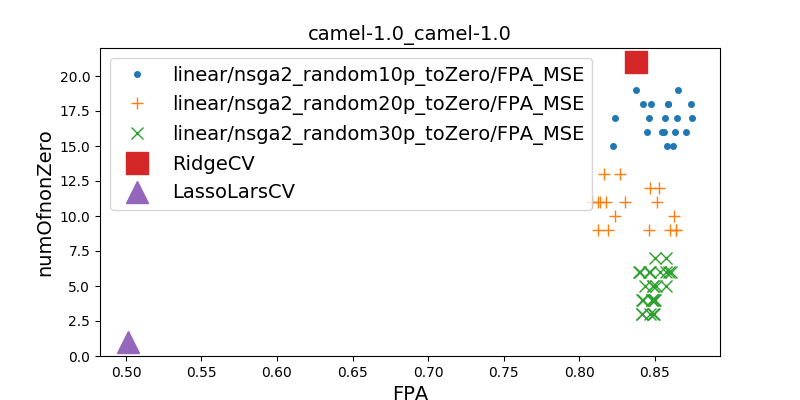 camel-1.0_camel-1.0
linear/nsga2_random10p_toZero/FPA_MSE
linear/nsga2_random20p_toZero/FPA_MSE
linear/nsga2_random30p_toZero/FPA_MSE
RidgeCV
LassoLarsCV
numOfnonZero
20.0
17.5
15.0
12.5
10.0
7.5
5.0
2.5
0.0
0.50 0.55 0.60 0.65 0.70 0.75 0.80 0.85
FPA